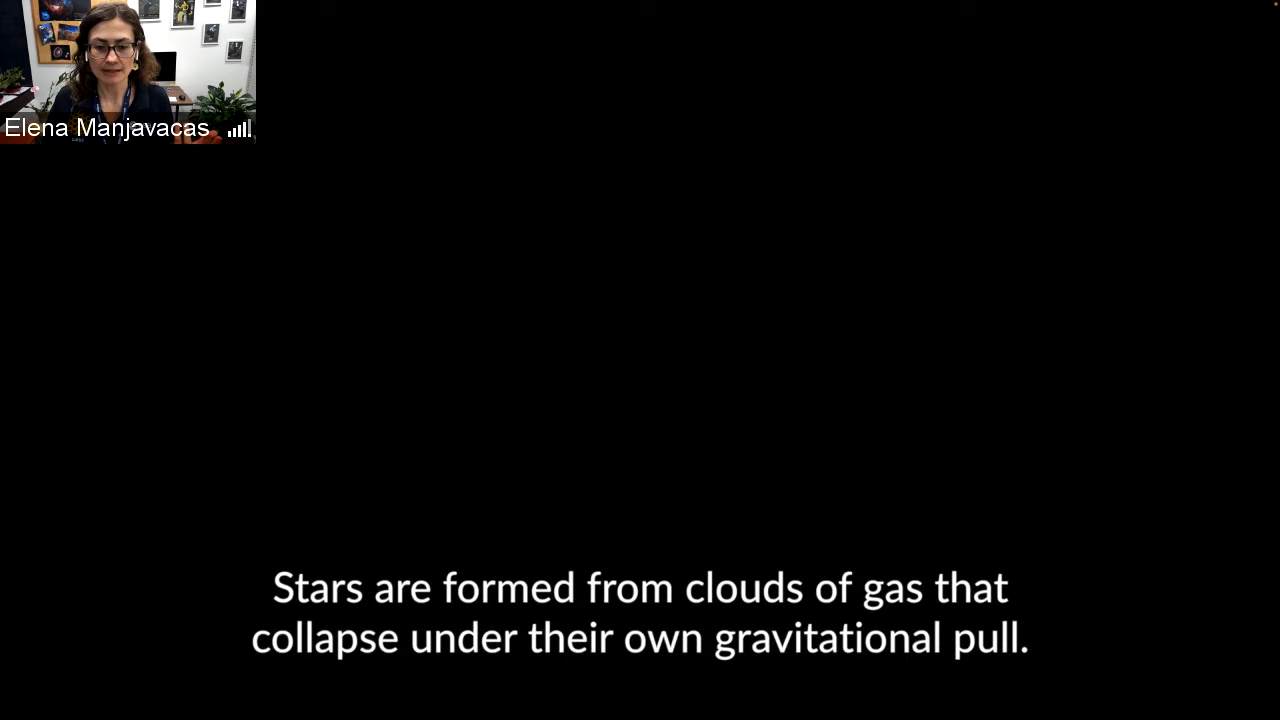 Elena Manjavacas
Stars are formed from clouds of gas that
collapse under their own gravitational pull.